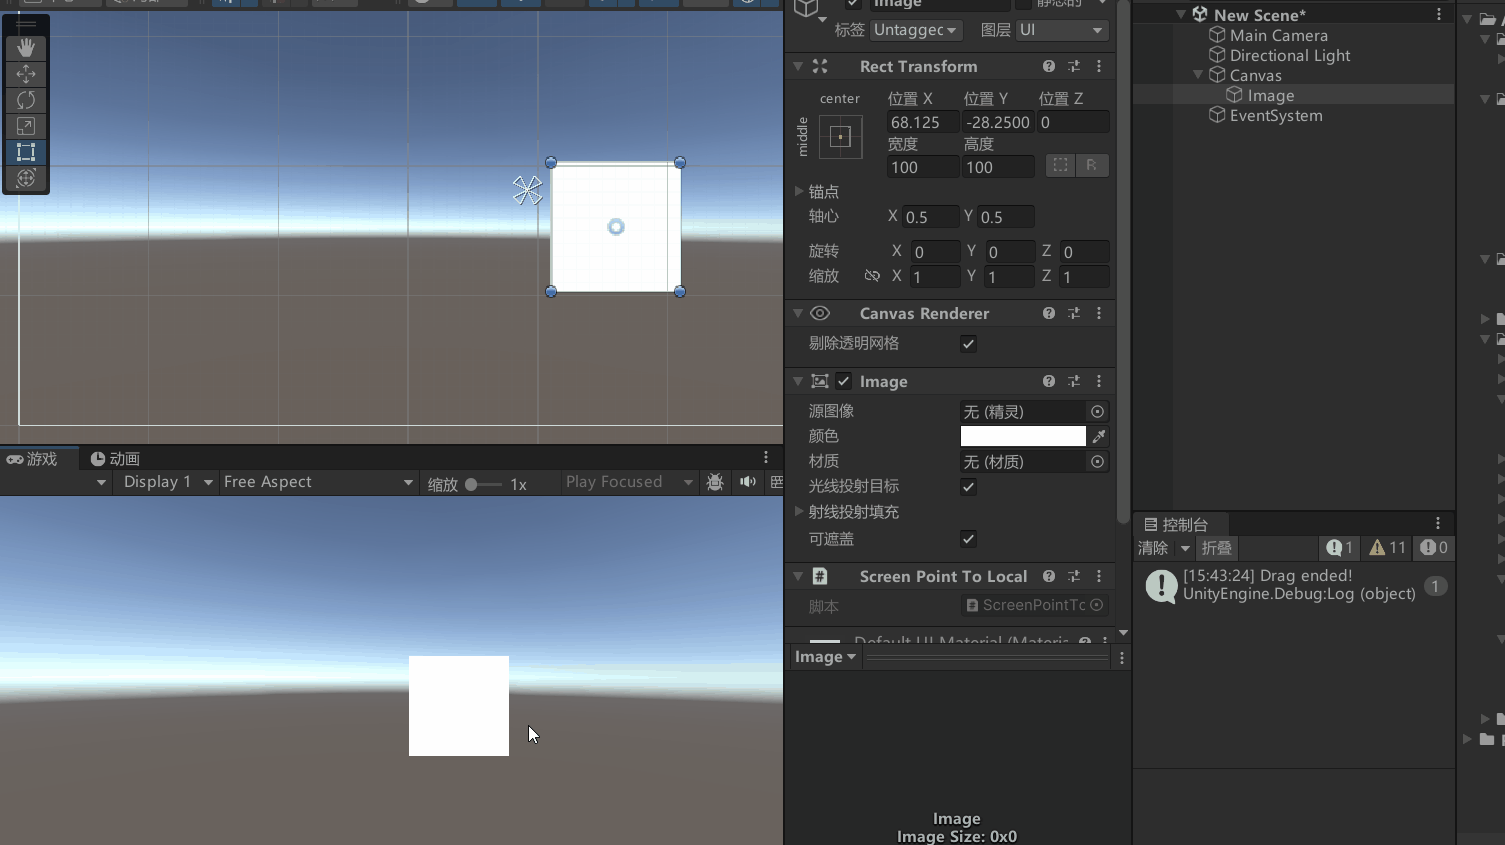 Image
静态的
标签 Untaggec 图层 UI
Rect Transform
center 位置 X 位置 Y 位置 Z
middle
68.125 -28.2500 0
宽度 高度
100 100 R
锚点
轴心 X 0.5 Y 0.5
旋转 X 0 Y 0 Z 0
缩放 X 1 Y 1 Z 1
Canvas Renderer
剔除透明网格
Image
源图像 无 (精灵)
颜色
材质 无 (材质)
光线投射目标
射线投射填充
可遮盖
# Screen Point To Local
脚本 # ScreenPointTc
Default UI Material (Materia
Image
Image
Image Size: 0x0
游戏 动画
Display 1 Free Aspect 缩放 1x Play Focused
New Scene*
Main Camera
Directional Light
Canvas
Image
EventSystem
控制台
清除 折叠 1 11 0
[15:43:24] Drag ended!
UnityEngine.Debug:Log (object) 1